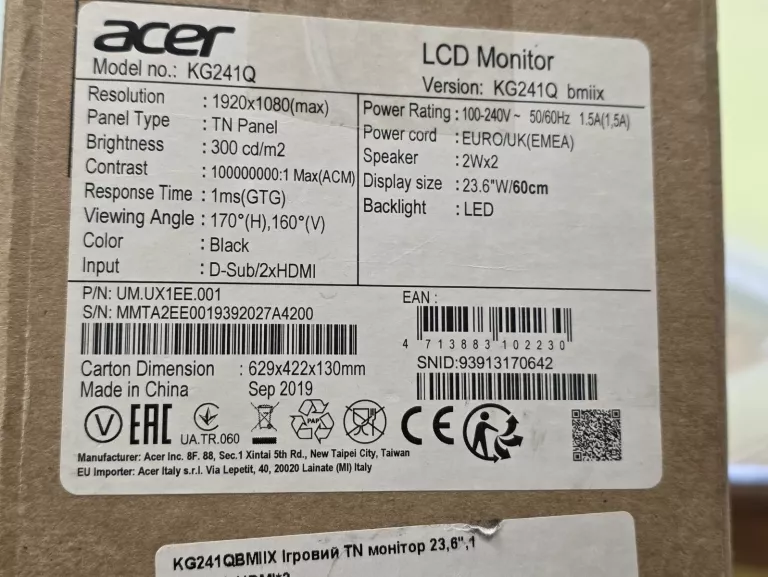 acer
LCD Monitor
Model no.: KG241Q
Version: KG241Q bmiix
Resolution : 1920x1080(max)
Panel Type : TN Panel
Brightness : 300 cd/m2
Contrast : 100000000:1 Max(ACM)
Response Time : 1ms(GTG)
Viewing Angle : 170°(H),160°(V)
Color : Black
Input : D-Sub/2xHDMI
Power Rating : 100-240V~ 50/60Hz 1.5A(1,5A)
Power cord : EURO/UK(EMEA)
Speaker : 2Wx2
Display size : 23.6"W/60cm
Backlight : LED
P/N: UM.UX1EE.001
S/N: MMTA2EE0019392027A4200
EAN :
4 713883 102230
SNID:93913170642
Carton Dimension : 629x422x130mm
Made in China Sep 2019
EAC
UA.TR.060
PAP
CE
Manufacturer: Acer Inc. 8F. 88, Sec.1 Xintai 5th Rd., New Taipei City, Taiwan
EU Importer: Acer Italy s.r.l. Via Lepetit, 40, 20020 Lainate (MI) Italy
KG241QBMIIX Ігровий TN монітор 23,6",1